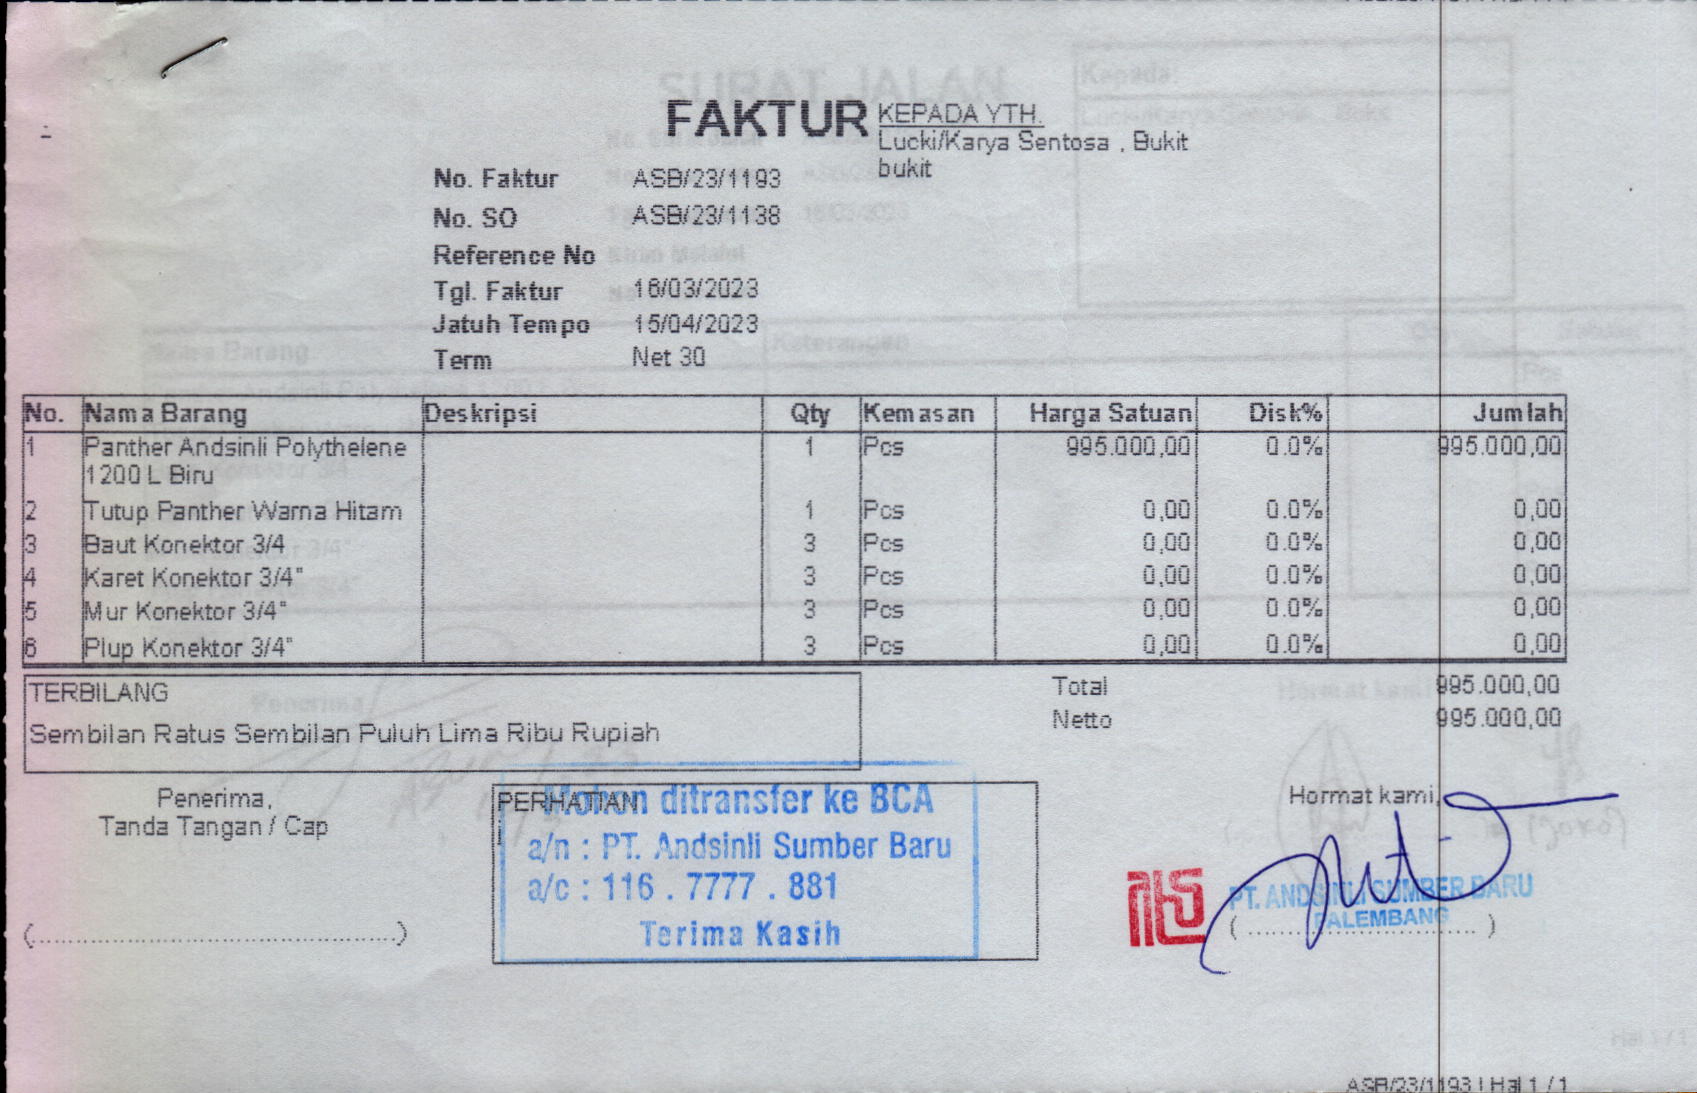 FAKTUR
KEPADA YTH.
Lucki/Karya Sentosa , Bukit
bukit
No. Faktur ASB/23/1193
No. SO ASB/23/1138
Reference No
Tgl. Faktur 16/03/2023
Jatuh Tempo 15/04/2023
Term Net 30
No. Nama Barang Deskripsi Qty Kemasan Harga Satuan Disk% Jumlah
1 Panther Andsinli Polythelene 1 Pcs 995.000,00 0.0% 995.000,00
1200 L Biru
2 Tutup Panther Warna Hitam 1 Pcs 0,00 0.0% 0,00
3 Baut Konektor 3/4 3 Pcs 0,00 0.0% 0,00
4 Karet Konektor 3/4" 3 Pcs 0,00 0.0% 0,00
5 Mur Konektor 3/4" 3 Pcs 0,00 0.0% 0,00
6 Plup Konektor 3/4" 3 Pcs 0,00 0.0% 0,00
TERBILANG
Sembilan Ratus Sembilan Puluh Lima Ribu Rupiah
Total 995.000,00
Netto 995.000,00
Penerima,
Tanda Tangan / Cap
PERHATIAN
Mohon ditransfer ke BCA
a/n : PT. Andsinli Sumber Baru
a/c : 116 . 7777 . 881
Terima Kasih
Hormat kami,
PT. ANDSINLI SUMBER BARU
PALEMBANG
ASB/23/1193 | Hal 1 / 1